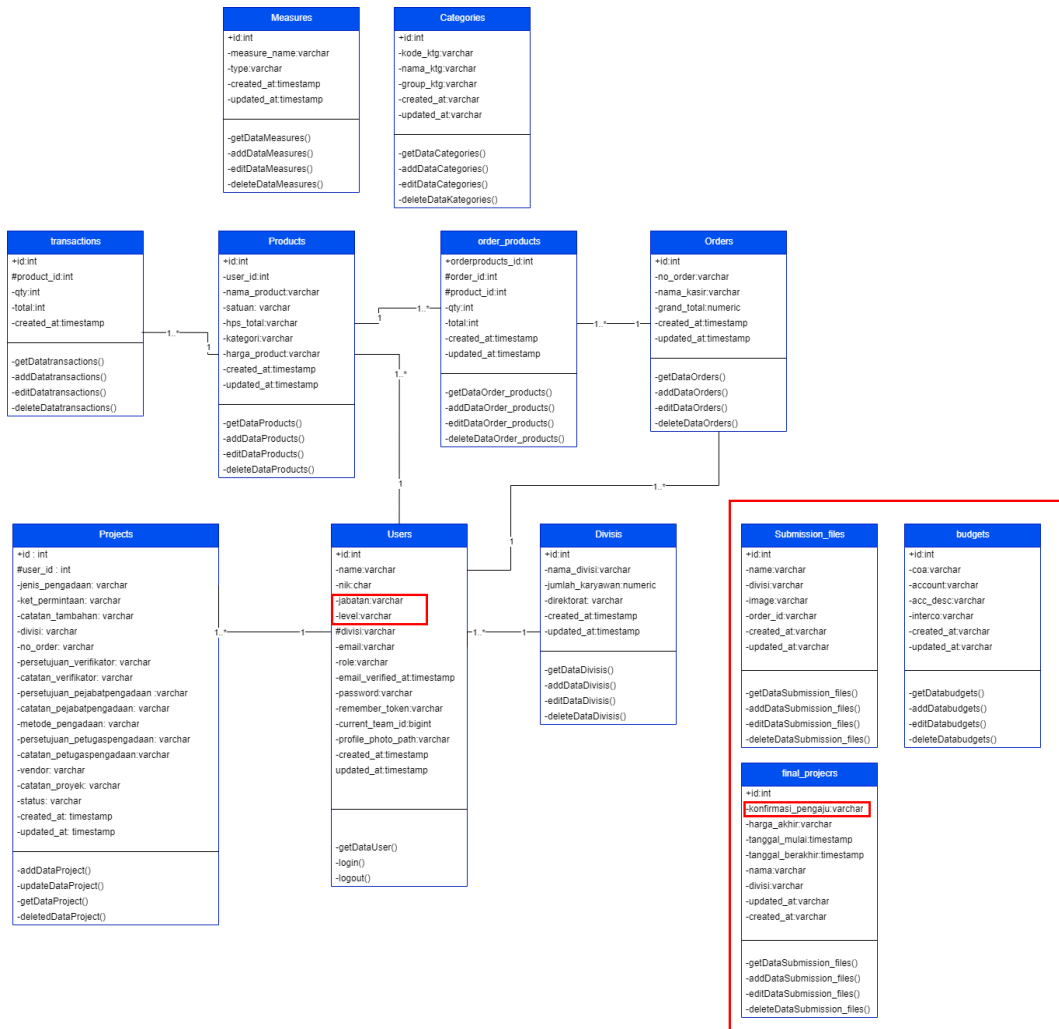 Measures
+id:int
-measure_name:varchar
-type:varchar
-created_at:timestamp
-updated_at:timestamp
-getDataMeasures()
-addDataMeasures()
-editDataMeasures()
-deleteDataMeasures()
Categories
+id:int
-kode_ktg:varchar
-nama_ktg:varchar
-group_ktg:varchar
-created_at:varchar
-updated_at:varchar
-getDataCategories()
-addDataCategories()
-editDataCategories()
-deleteDataKategories()
transactions
+id:int
#product_id:int
-qty:int
-total:int
-created_at:timestamp
-getDatatransactions()
-addDatatransactions()
-editDatatransactions()
-deleteDatatransactions()
1..*
1
Products
+id:int
-user_id:int
-nama_product:varchar
-satuan: varchar
-hps_total:varchar
-kategori:varchar
-harga_product:varchar
-created_at:timestamp
-updated_at:timestamp
-getDataProducts()
-addDataProducts()
-editDataProducts()
-deleteDataProducts()
1
1..*
1..*
1
order_products
+orderproducts_id:int
#order_id:int
#product_id:int
-qty:int
-total:int
-created_at:timestamp
-updated_at:timestamp
-getDataOrder_products()
-addDataOrder_products()
-editDataOrder_products()
-deleteDataOrder_products()
1..*
1
Orders
+id:int
-no_order:varchar
-nama_kasir:varchar
-grand_total:numeric
-created_at:timestamp
-updated_at:timestamp
-getDataOrders()
-addDataOrders()
-editDataOrders()
-deleteDataOrders()
1..*
1
Projects
+id : int
#user_id : int
-jenis_pengadaan: varchar
-ket_permintaan: varchar
-catatan_tambahan: varchar
-divisi: varchar
-no_order: varchar
-persetujuan_verifikator: varchar
-catatan_verifikator: varchar
-persetujuan_pejabatpengadaan :varchar
-catatan_pejabatpengadaan: varchar
-metode_pengadaan: varchar
-persetujuan_petugaspengadaan: varchar
-catatan_petugaspengadaan:varchar
-vendor: varchar
-catatan_proyek: varchar
-status: varchar
-created_at: timestamp
-updated_at: timestamp
-addDataProject()
-updateDataProject()
-getDataProject()
-deletedDataProject()
1..*
1
Users
+id:int
-name:varchar
-nik:char
-jabatan:varchar
-level:varchar
#divisi:varchar
-email:varchar
-role:varchar
-email_verified_at:timestamp
-password:varchar
-remember_token:varchar
-current_team_id:bigint
-profile_photo_path:varchar
-created_at:timestamp
updated_at:timestamp
-getDataUser()
-login()
-logout()
1..*
1
Divisis
+id:int
-nama_divisi:varchar
-jumlah_karyawan:numeric
-direktorat: varchar
-created_at:timestamp
-updated_at:timestamp
-getDataDivisis()
-addDataDivisis()
-editDataDivisis()
-deleteDataDivisis()
Submission_files
+id:int
-name:varchar
-divisi:varchar
-image:varchar
-order_id:varchar
-created_at:varchar
-updated_at:varchar
-getDataSubmission_files()
-addDataSubmission_files()
-editDataSubmission_files()
-deleteDataSubmission_files()
budgets
+id:int
-coa:varchar
-account:varchar
-acc_desc:varchar
-interco:varchar
-created_at:varchar
-updated_at:varchar
-getDatabudgets()
-addDatabudgets()
-editDatabudgets()
-deleteDatabudgets()
final_projecrs
+id:int
-konfirmasi_pengaju:varchar
-harga_akhir:varchar
-tanggal_mulai:timestamp
-tanggal_berakhir:timestamp
-nama:varchar
-divisi:varchar
-updated_at:varchar
-created_at:varchar
-getDataSubmission_files()
-addDataSubmission_files()
-editDataSubmission_files()
-deleteDataSubmission_files()